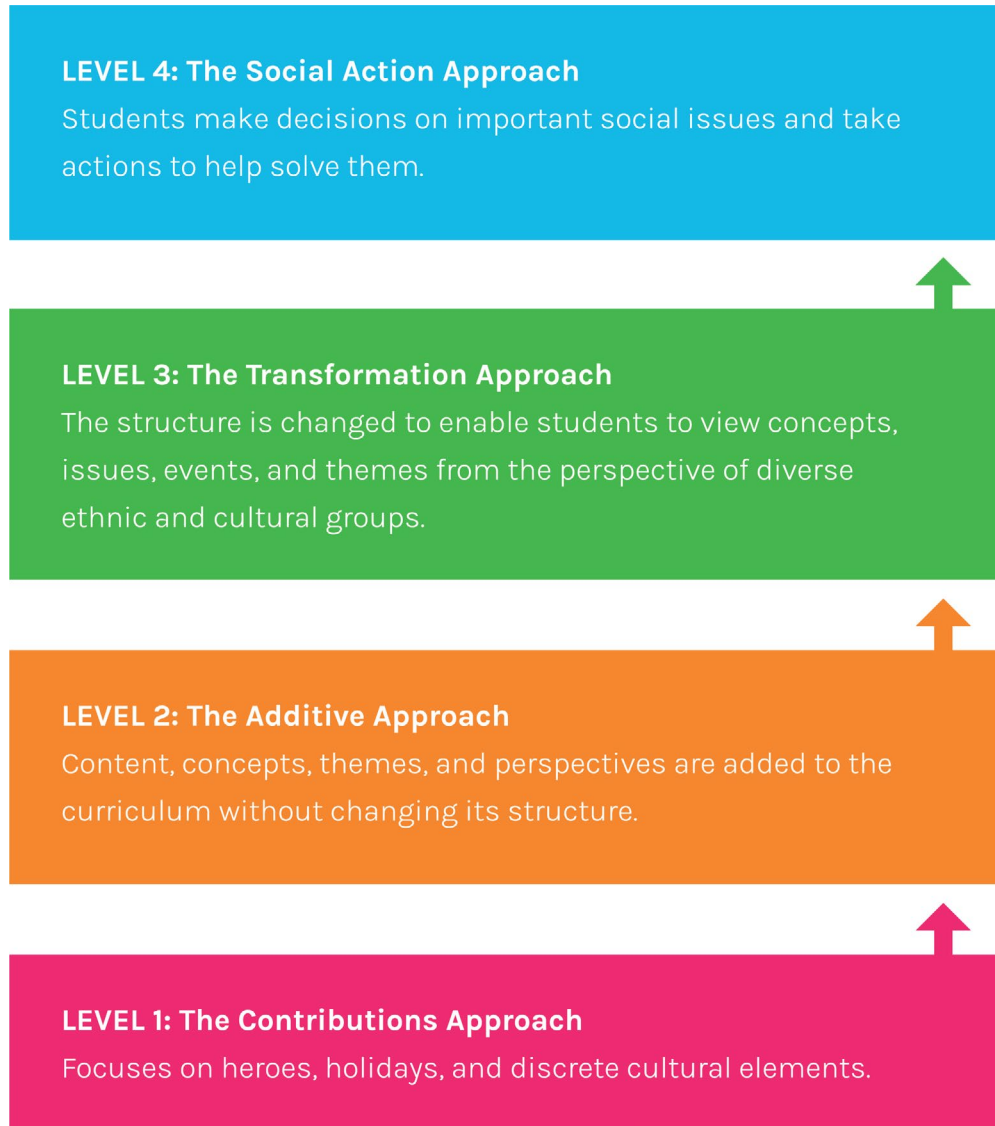 LEVEL 4: The Social Action Approach
Students make decisions on important social issues and take
actions to help solve them.
LEVEL 3: The Transformation Approach
The structure is changed to enable students to view concepts,
issues, events, and themes from the perspective of diverse
ethnic and cultural groups.
LEVEL 2: The Additive Approach
Content, concepts, themes, and perspectives are added to the
curriculum without changing its structure.
LEVEL 1: The Contributions Approach
Focuses on heroes, holidays, and discrete cultural elements.